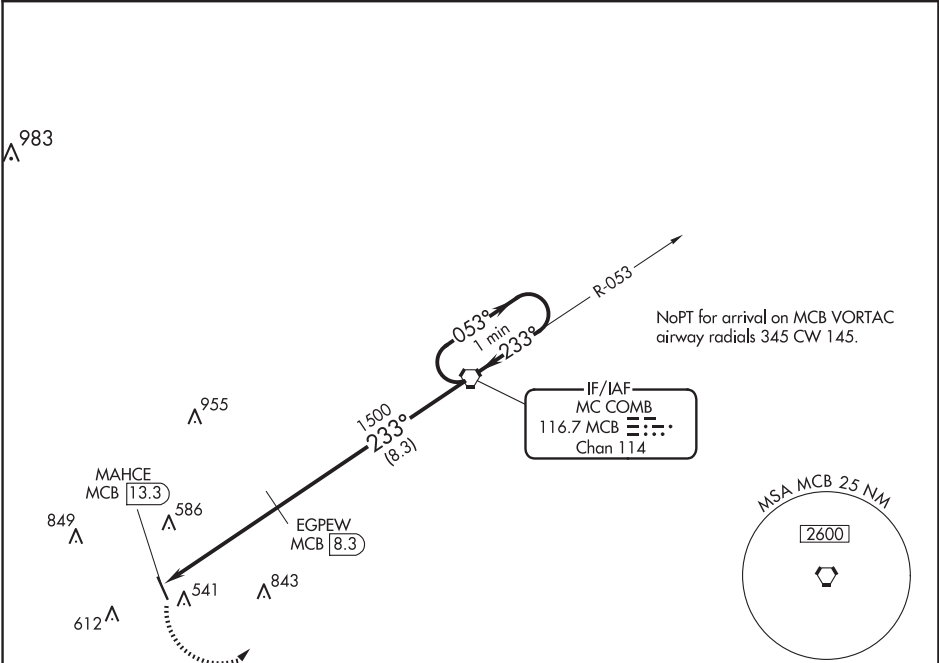 983
R-053
053°
1 min
233°
NoPT for arrival on MCB VORTAC
airway radials 345 CW 145.
IF/IAF
MC COMB
116.7 MCB
Chan 114
955
1500
233°
(8.3)
MAHCE
MCB 13.3
849
586
EGPEW
MCB 8.3
541
843
612
MSA MCB 25 NM
2600